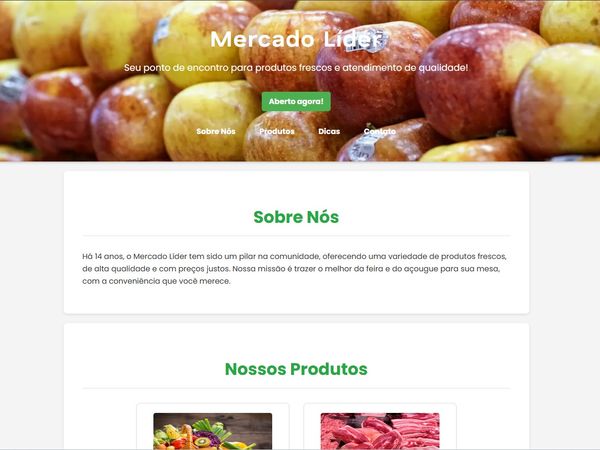 Mercado Líder
Seu ponto de encontro para produtos frescos e atendimento de qualidade!
Aberto agora!
Sobre Nós Produtos Dicas Contato
Sobre Nós
Há 14 anos, o Mercado Líder tem sido um pilar na comunidade, oferecendo uma variedade de produtos frescos,
de alta qualidade e com preços justos. Nossa missão é trazer o melhor da feira e do açougue para sua mesa,
com a conveniência que você merece.
Nossos Produtos